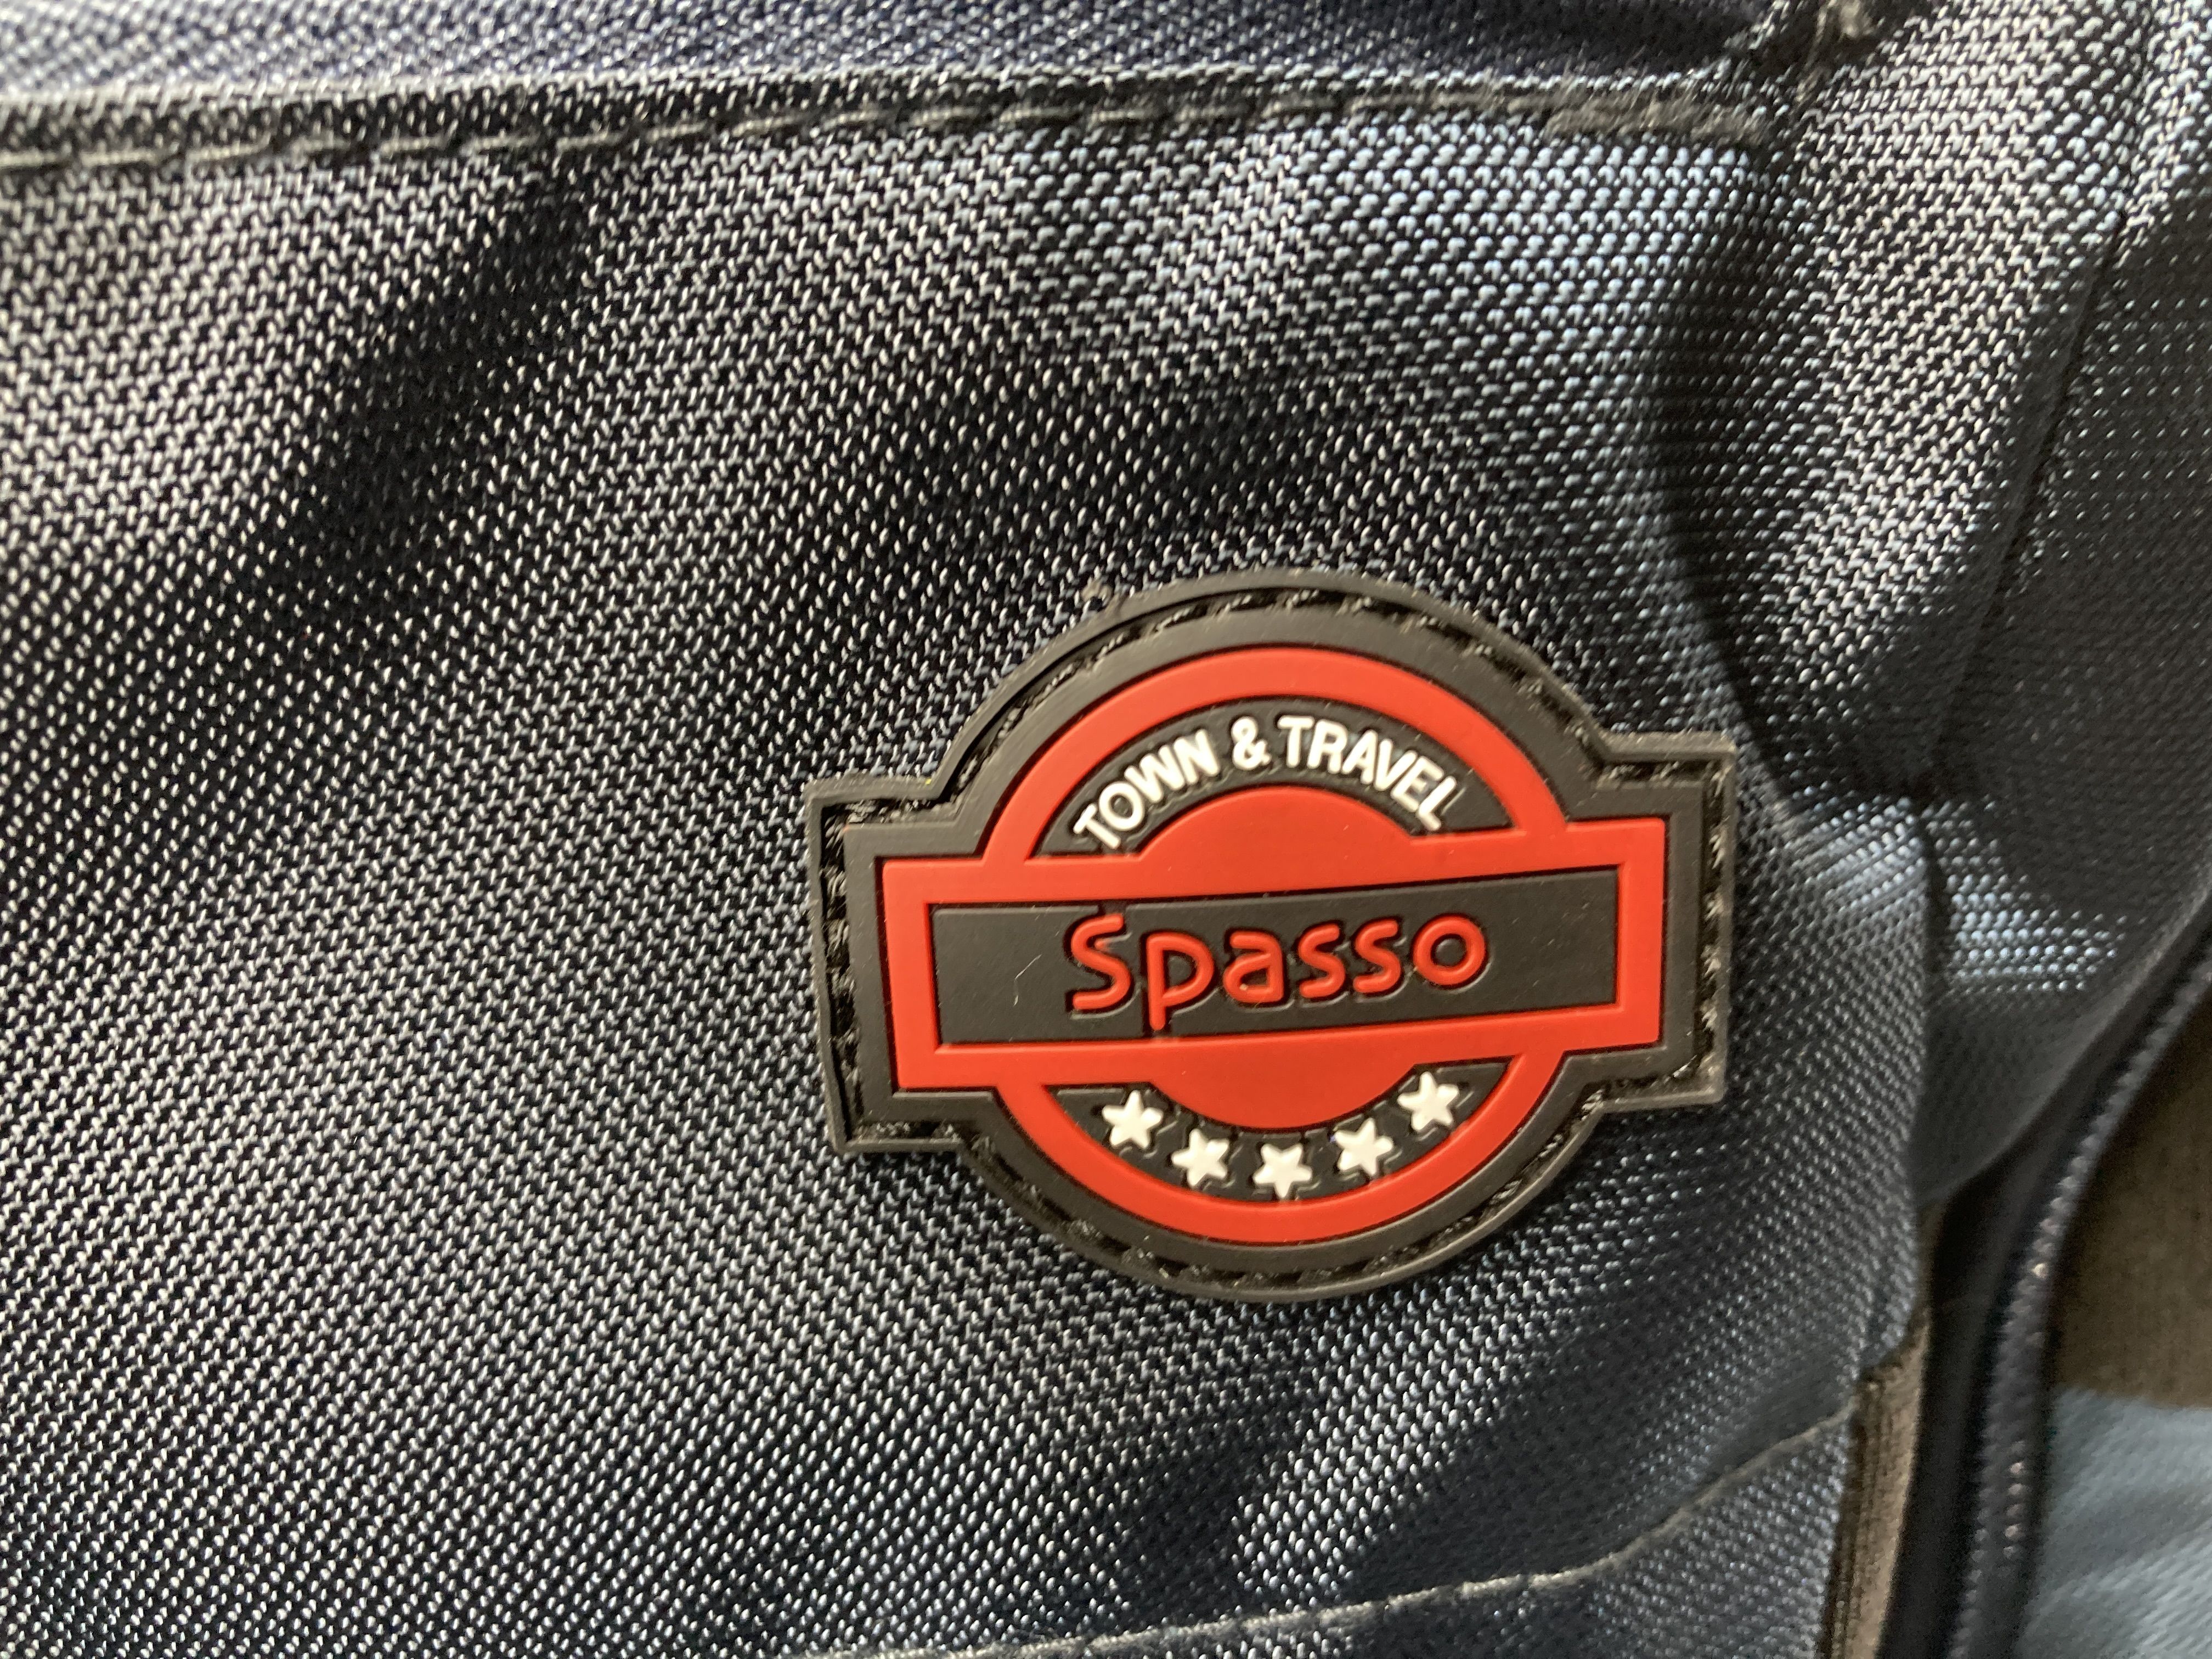 TOWN & TRAVEL
Spasso